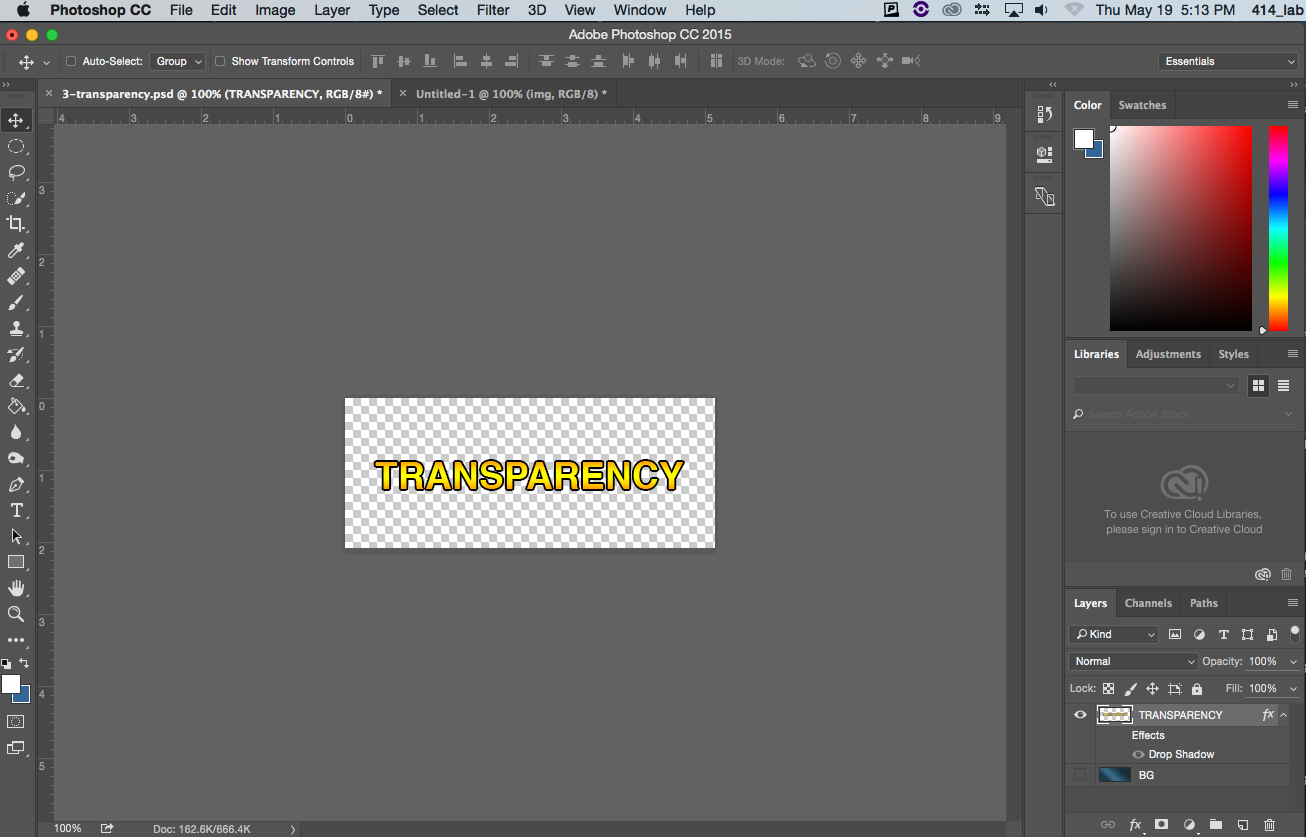 Photoshop CC File Edit Image Layer Type Select Filter 3D View Window Help Thu May 19 5:13 PM 414_lab
Adobe Photoshop CC 2015
Auto-Select: Group Show Transform Controls 3D Mode: Essentials
× 3-transparency.psd @ 100% (TRANSPARENCY, RGB/8#) * × Untitled-1 @ 100% (img, RGB/8) *
4 3 2 1 0 1 2 3 4 5 6 7 8 9
3
2
1
0
1
2
3
4
5
TRANSPARENCY
Color Swatches
Libraries Adjustments Styles
Search Adobe Stock
To use Creative Cloud Libraries,
please sign in to Creative Cloud
Layers Channels Paths
Kind
Normal Opacity: 100%
Lock: Fill: 100%
TRANSPARENCY fx
Effects
Drop Shadow
BG
fx
100% Doc: 162.6K/666.4K